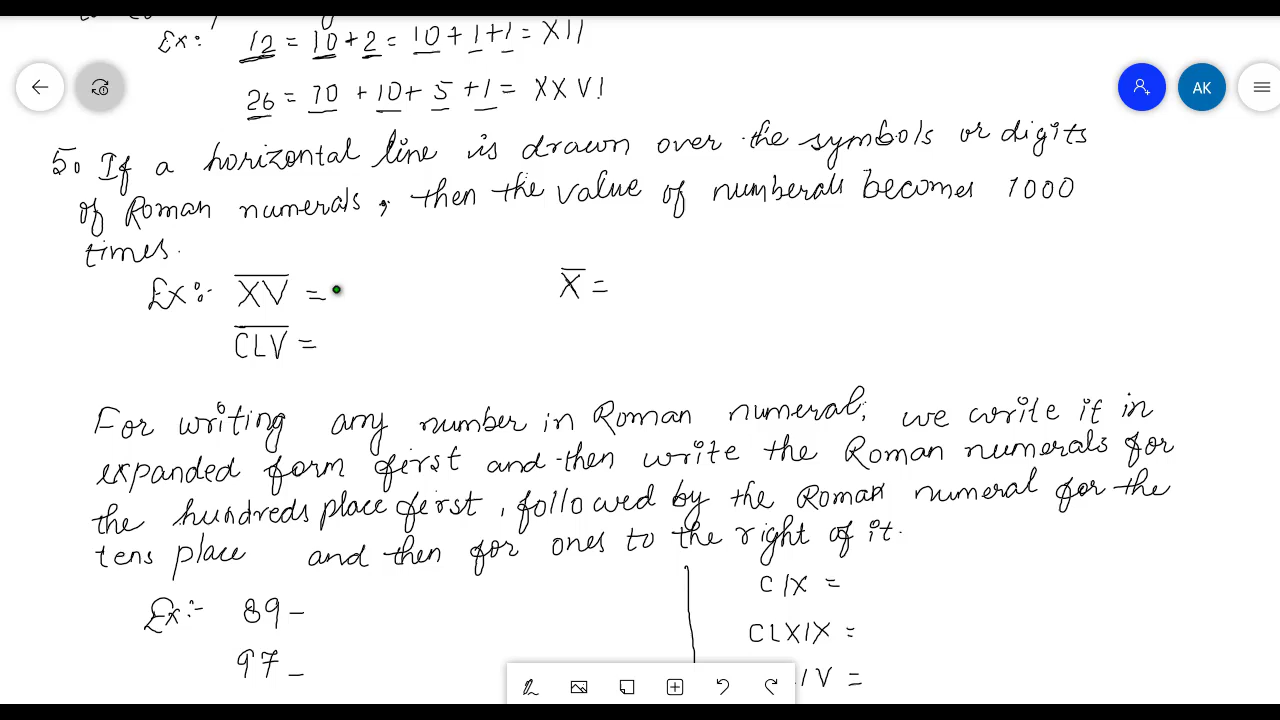 Ex:- 12 = 10 + 2 = 10 + 1 + 1 = XII
26 = 10 + 10 + 5 + 1 = XXVI
AK
5. If a horizontal line is drawn over the symbols or digits
of Roman numerals, then the value of numberals becomes 1000
times.
Ex:- X̅V̅ = X̅ =
C̅L̅V̅ =
For writing any number in Roman numeral, we write it in
expanded form first and then write the Roman numerals for
the hundreds place first, followed by the Roman numeral for the
tens place and then for ones to the right of it.
CIX =
Ex:- 89 -
CLXIX =
97 -
IV =